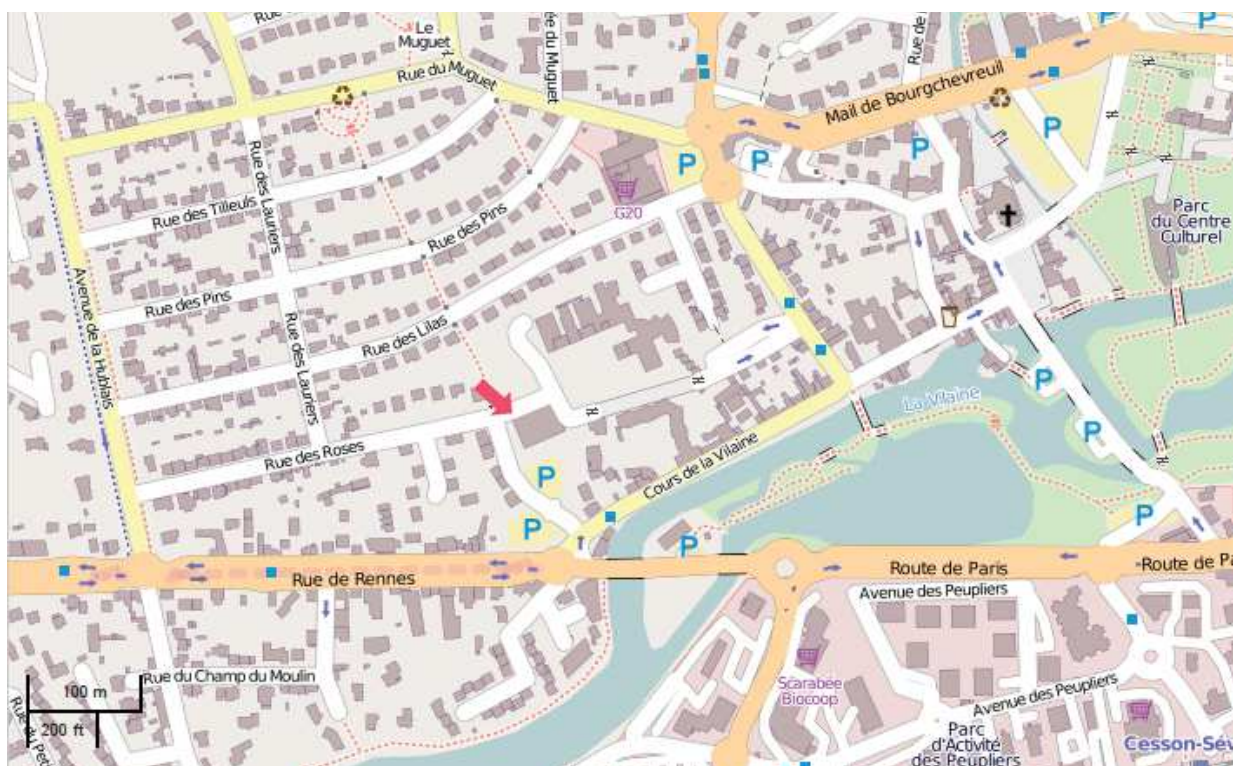 Le
Muguet
Rue du Muguet
ée du Muguet
Rue de
P
P
Mail de Bourgchevreuil
P
P
P
P
G20
Rue des Tilleuls
Rue des Lauriers
Rue des Pins
Rue des Pins
Parc
du Centre
Culturel
Avenue de la Hublais
Rue des Lilas
Rue des Lauriers
La Vilaine
P
P
Rue des Roses
Cours de la Vilaine
P
P
P
P
Rue de Rennes
Route de Paris
Route de Pa
Avenue des Peupliers
Rue du Champ du Moulin
100 m
200 ft
Rue du Pe
Scarabée
Biocoop
Avenue des Peupliers
Parc
d'Activité
des Peupliers
Cesson-Sév